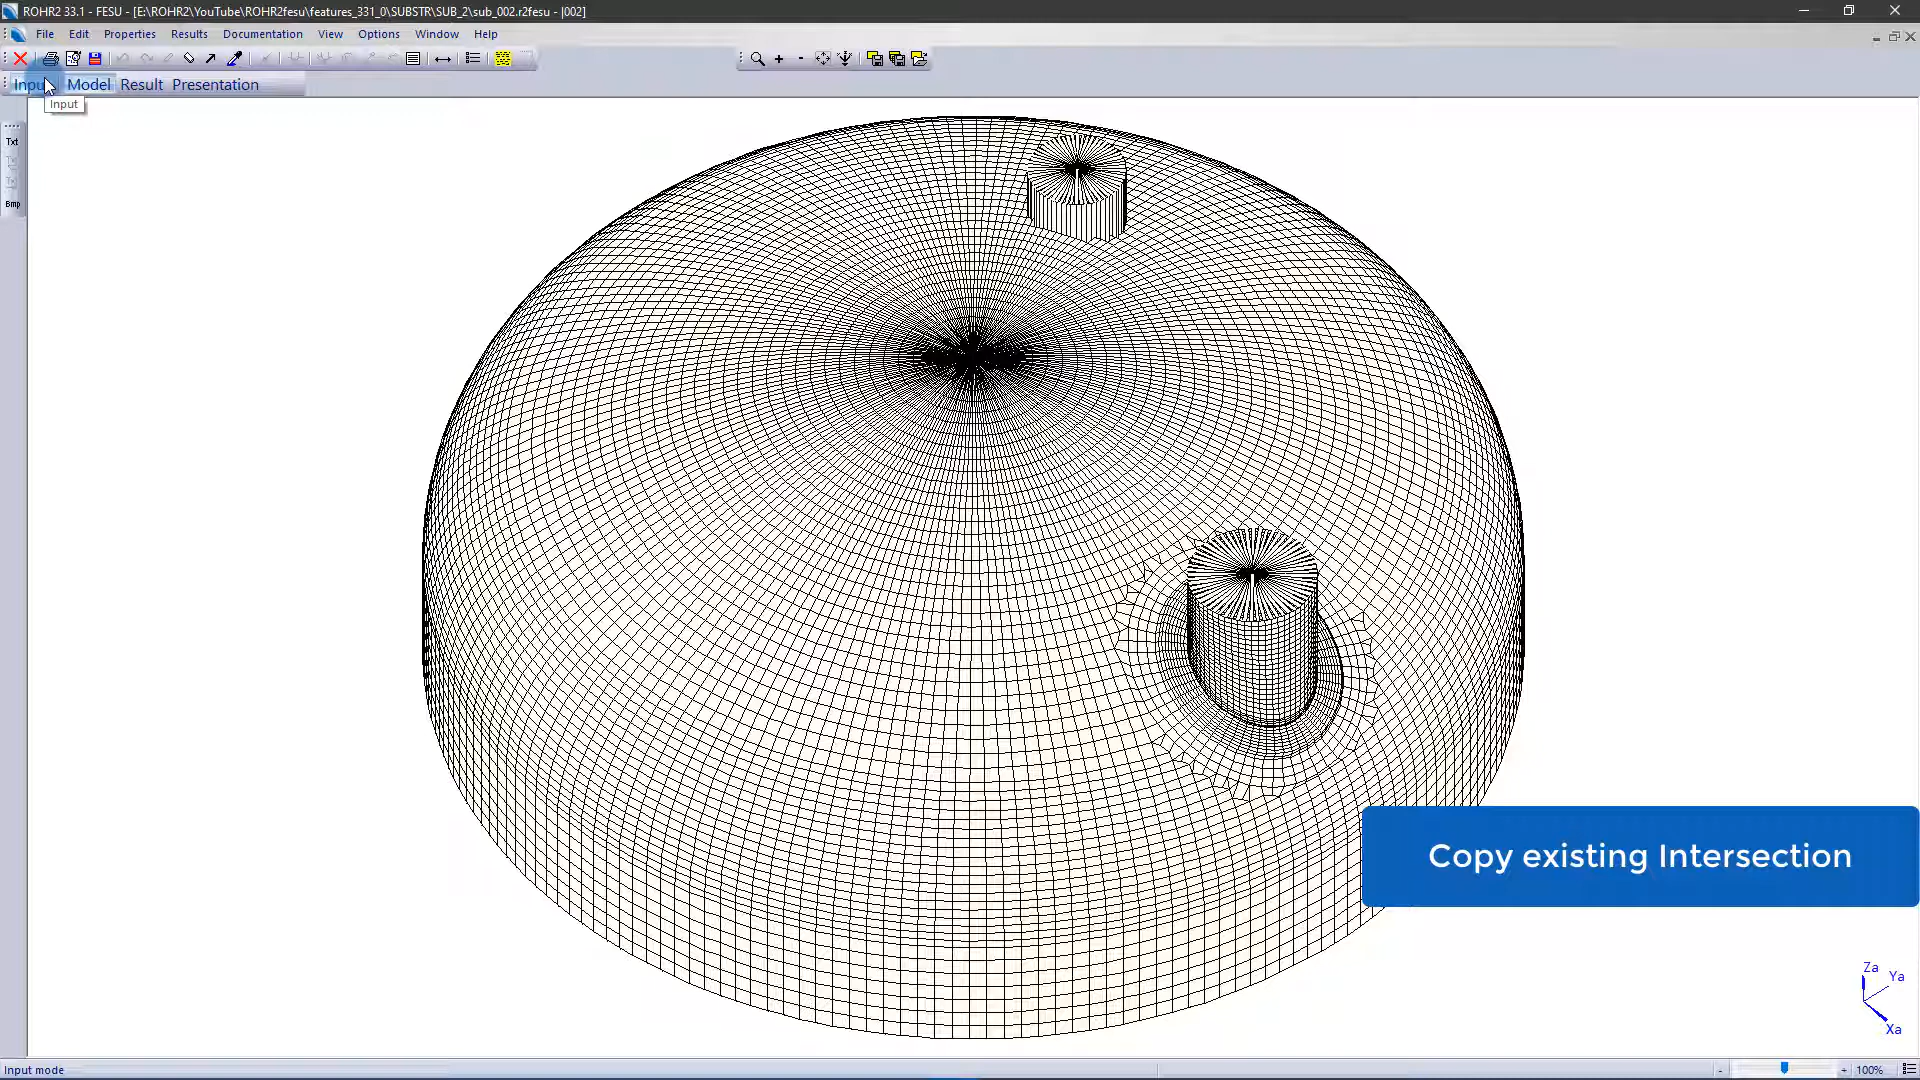 ROHR2 33.1 - FESU - [E:\ROHR2\YouTube\ROHR2fesu\features_331_0\SUBSTR\SUB_2\sub_002.r2fesu - |002]
File Edit Properties Results Documentation View Options Window Help
Input Model Result Presentation
Input
Txt
Bmp
Copy existing Intersection
Za
Ya
Xa
Input mode
- + 100%